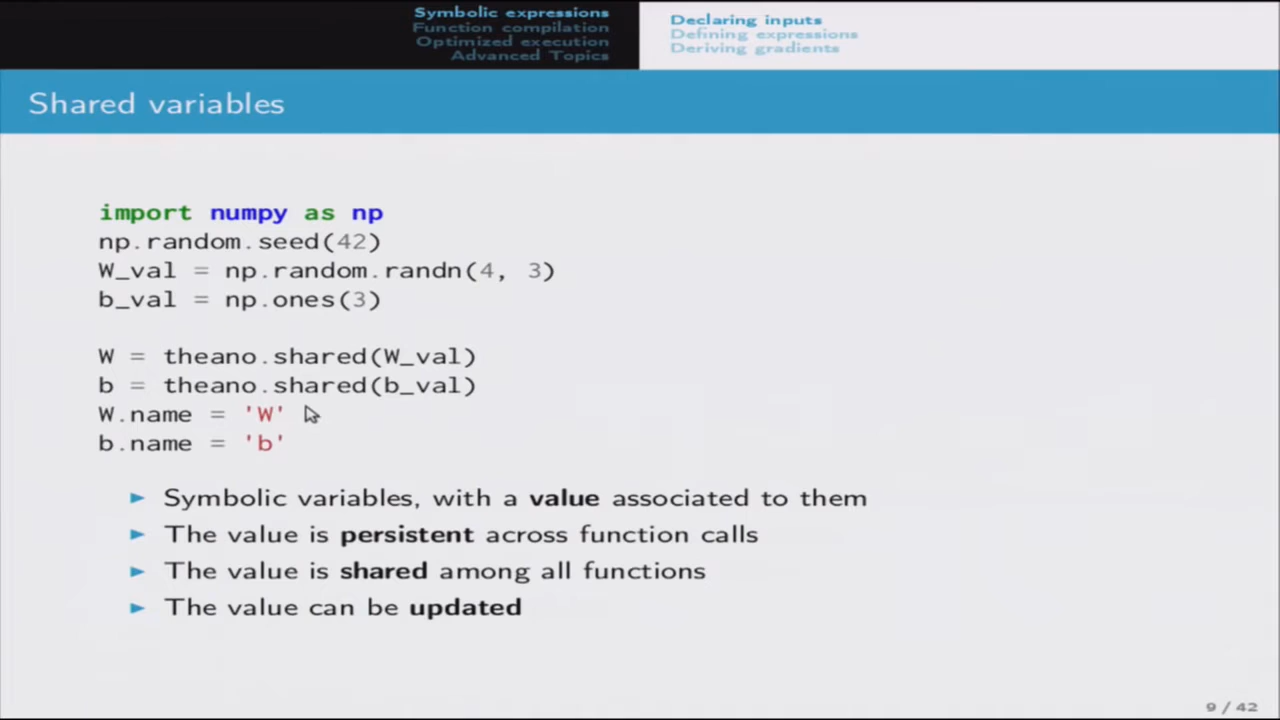 Symbolic expressions
Function compilation
Optimized execution
Advanced Topics
Declaring inputs
Defining expressions
Deriving gradients
Shared variables
import numpy as np
np.random.seed(42)
W_val = np.random.randn(4, 3)
b_val = np.ones(3)
W = theano.shared(W_val)
b = theano.shared(b_val)
W.name = 'W'
b.name = 'b'
► Symbolic variables, with a value associated to them
► The value is persistent across function calls
► The value is shared among all functions
► The value can be updated
9 / 42